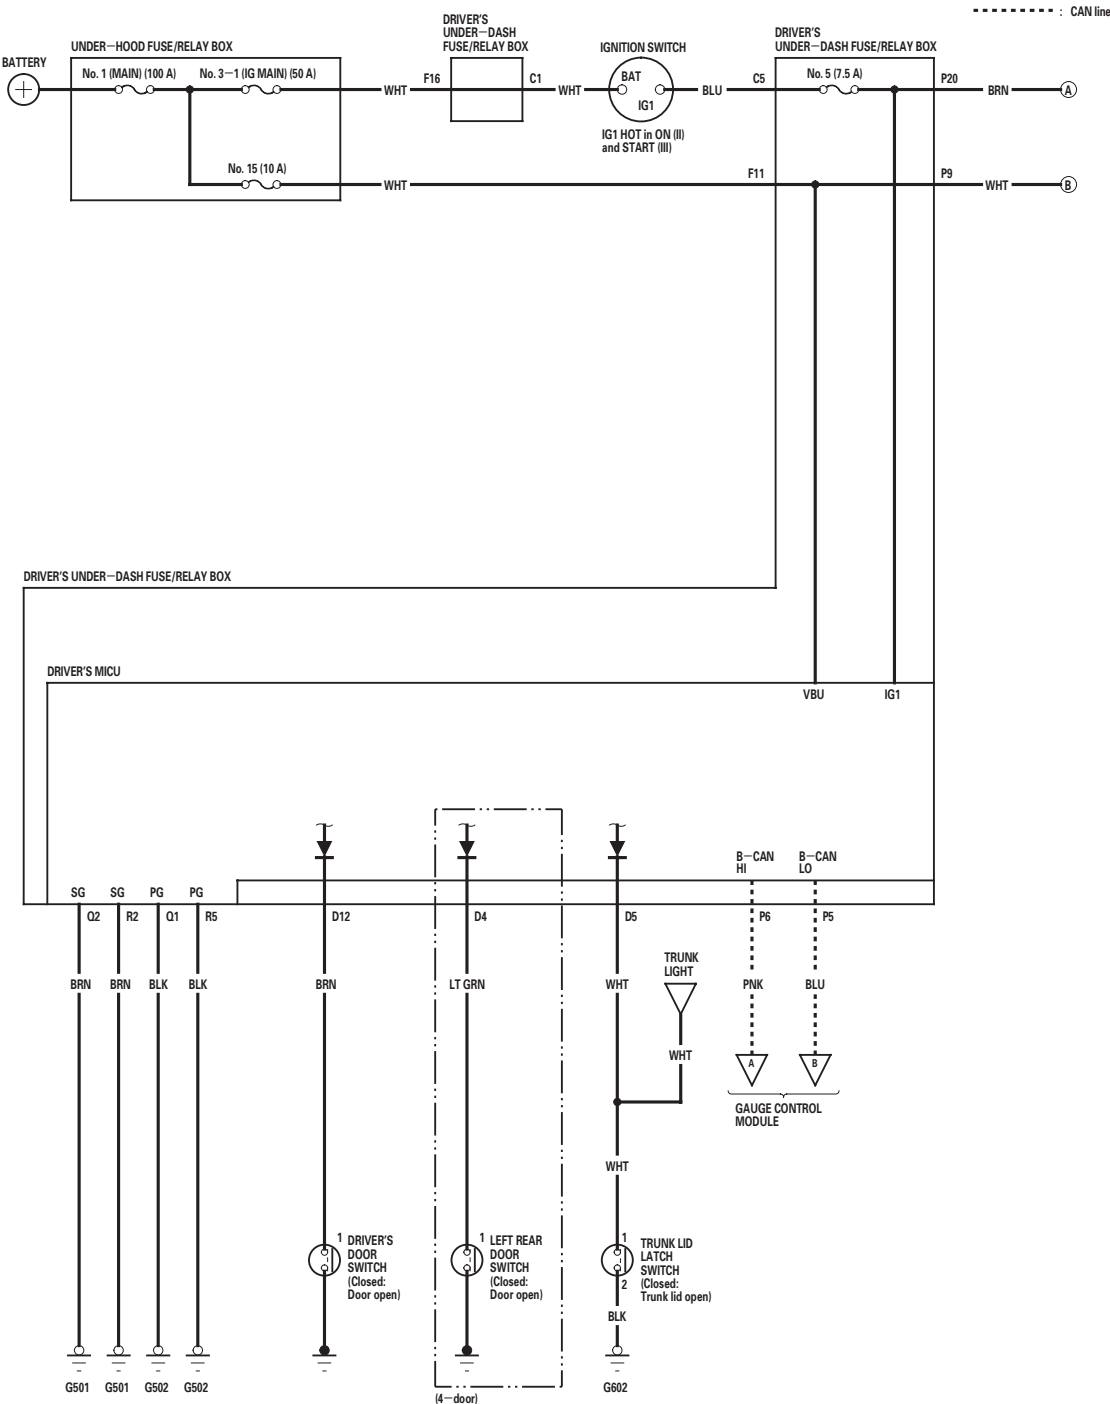 : CAN line
DRIVER'S
UNDER−DASH
FUSE/RELAY BOX
DRIVER'S
UNDER−DASH FUSE/RELAY BOX
UNDER−HOOD FUSE/RELAY BOX
IGNITION SWITCH
BATTERY
No. 1 (MAIN) (100 A)
No. 3−1 (IG MAIN) (50 A)
WHT
F16
C1
WHT
BAT
IG1
BLU
C5
No. 5 (7.5 A)
P20
BRN
A
IG1 HOT in ON (II)
and START (III)
No. 15 (10 A)
WHT
F11
P9
WHT
B
DRIVER'S UNDER−DASH FUSE/RELAY BOX
DRIVER'S MICU
VBU
IG1
B−CAN
HI
B−CAN
LO
SG
SG
PG
PG
Q2
R2
Q1
R5
D12
D4
D5
P6
P5
TRUNK
LIGHT
BRN
BRN
BLK
BLK
BRN
LT GRN
WHT
PNK
BLU
WHT
A
B
GAUGE CONTROL
MODULE
WHT
1
DRIVER'S
DOOR
SWITCH
(Closed:
Door open)
1
LEFT REAR
DOOR
SWITCH
(Closed:
Door open)
1
2
TRUNK LID
LATCH
SWITCH
(Closed:
Trunk lid open)
BLK
G501
G501
G502
G502
G602
(4−door)